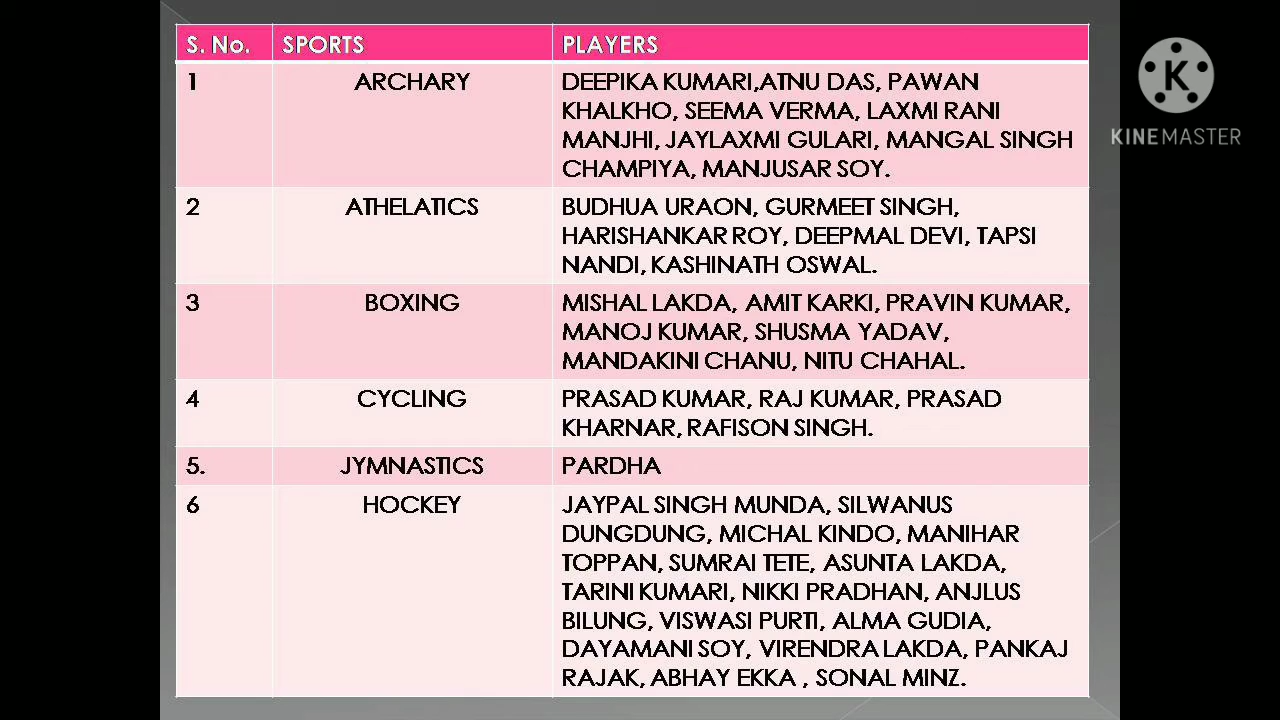 S. No. SPORTS PLAYERS
K
KINEMASTER
1 ARCHARY DEEPIKA KUMARI,ATNU DAS, PAWAN
KHALKHO, SEEMA VERMA, LAXMI RANI
MANJHI, JAYLAXMI GULARI, MANGAL SINGH
CHAMPIYA, MANJUSAR SOY.
2 ATHELATICS BUDHUA URAON, GURMEET SINGH,
HARISHANKAR ROY, DEEPMAL DEVI, TAPSI
NANDI, KASHINATH OSWAL.
3 BOXING MISHAL LAKDA, AMIT KARKI, PRAVIN KUMAR,
MANOJ KUMAR, SHUSMA YADAV,
MANDAKINI CHANU, NITU CHAHAL.
4 CYCLING PRASAD KUMAR, RAJ KUMAR, PRASAD
KHARNAR, RAFISON SINGH.
5. JYMNASTICS PARDHA
6 HOCKEY JAYPAL SINGH MUNDA, SILWANUS
DUNGDUNG, MICHAL KINDO, MANIHAR
TOPPAN, SUMRAI TETE, ASUNTA LAKDA,
TARINI KUMARI, NIKKI PRADHAN, ANJLUS
BILUNG, VISWASI PURTI, ALMA GUDIA,
DAYAMANI SOY, VIRENDRA LAKDA, PANKAJ
RAJAK, ABHAY EKKA , SONAL MINZ.